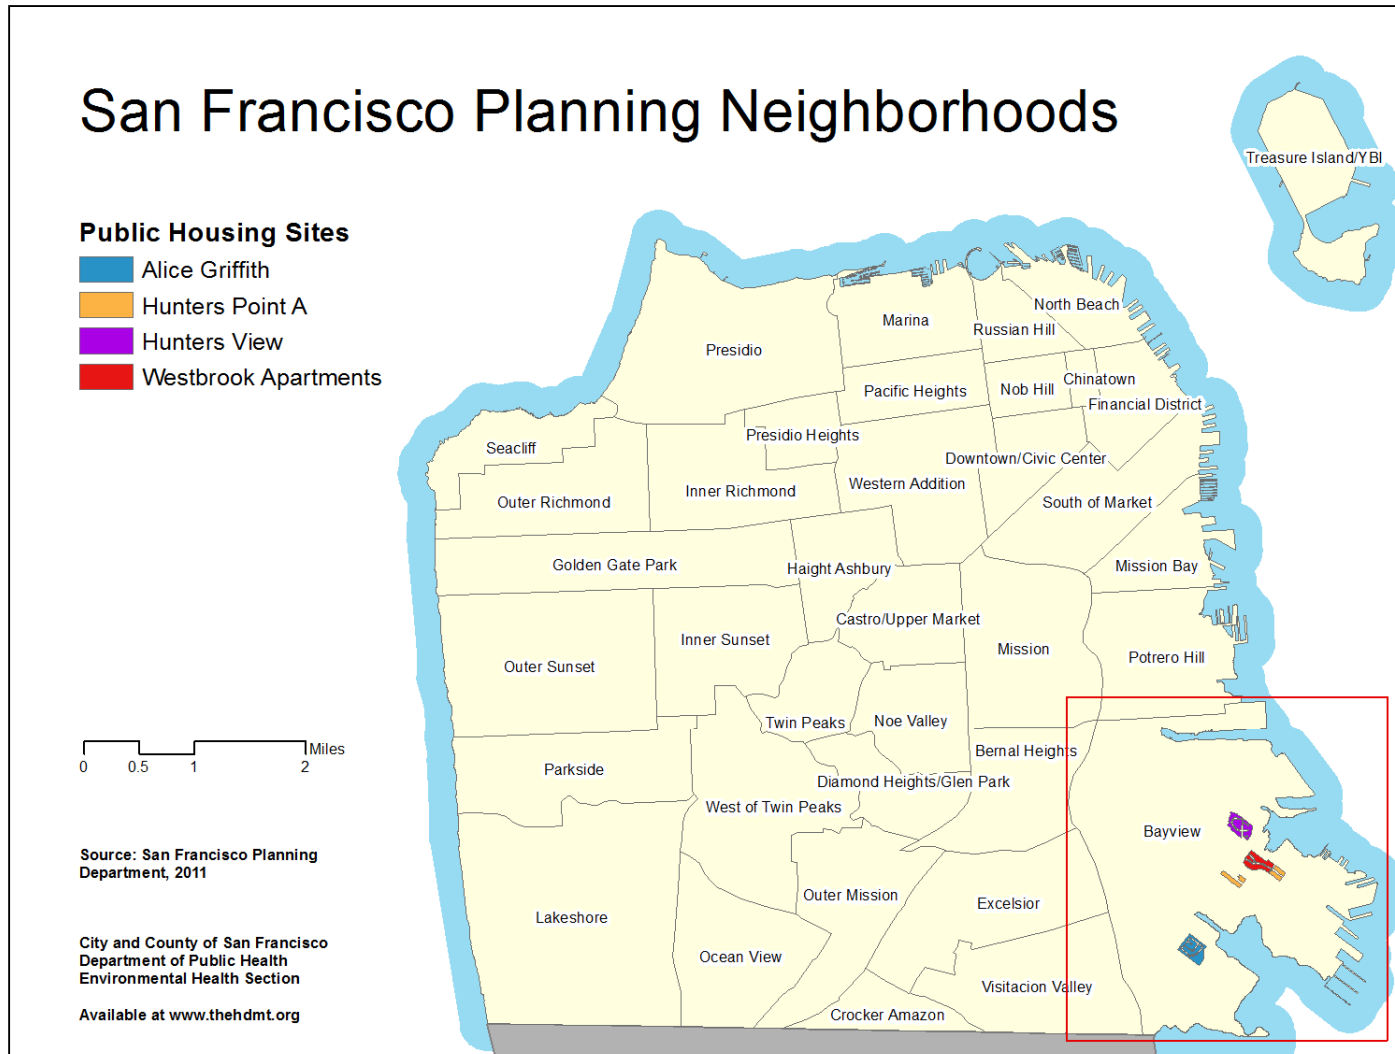 San Francisco Planning Neighborhoods
Public Housing Sites
Alice Griffith
Hunters Point A
Hunters View
Westbrook Apartments
Treasure Island/YBI
North Beach
Marina
Russian Hill
Presidio
Chinatown
Pacific Heights
Nob Hill
Financial District
Presidio Heights
Seacliff
Downtown/Civic Center
Western Addition
Inner Richmond
Outer Richmond
South of Market
Golden Gate Park
Haight Ashbury
Mission Bay
Castro/Upper Market
Inner Sunset
Mission
Potrero Hill
Outer Sunset
Twin Peaks
Noe Valley
Bernal Heights
Parkside
Diamond Heights/Glen Park
West of Twin Peaks
Bayview
Outer Mission
Excelsior
Lakeshore
Ocean View
Visitacion Valley
Crocker Amazon
Miles
0 0.5 1 2
Source: San Francisco Planning
Department, 2011
City and County of San Francisco
Department of Public Health
Environmental Health Section
Available at www.thehdmt.org